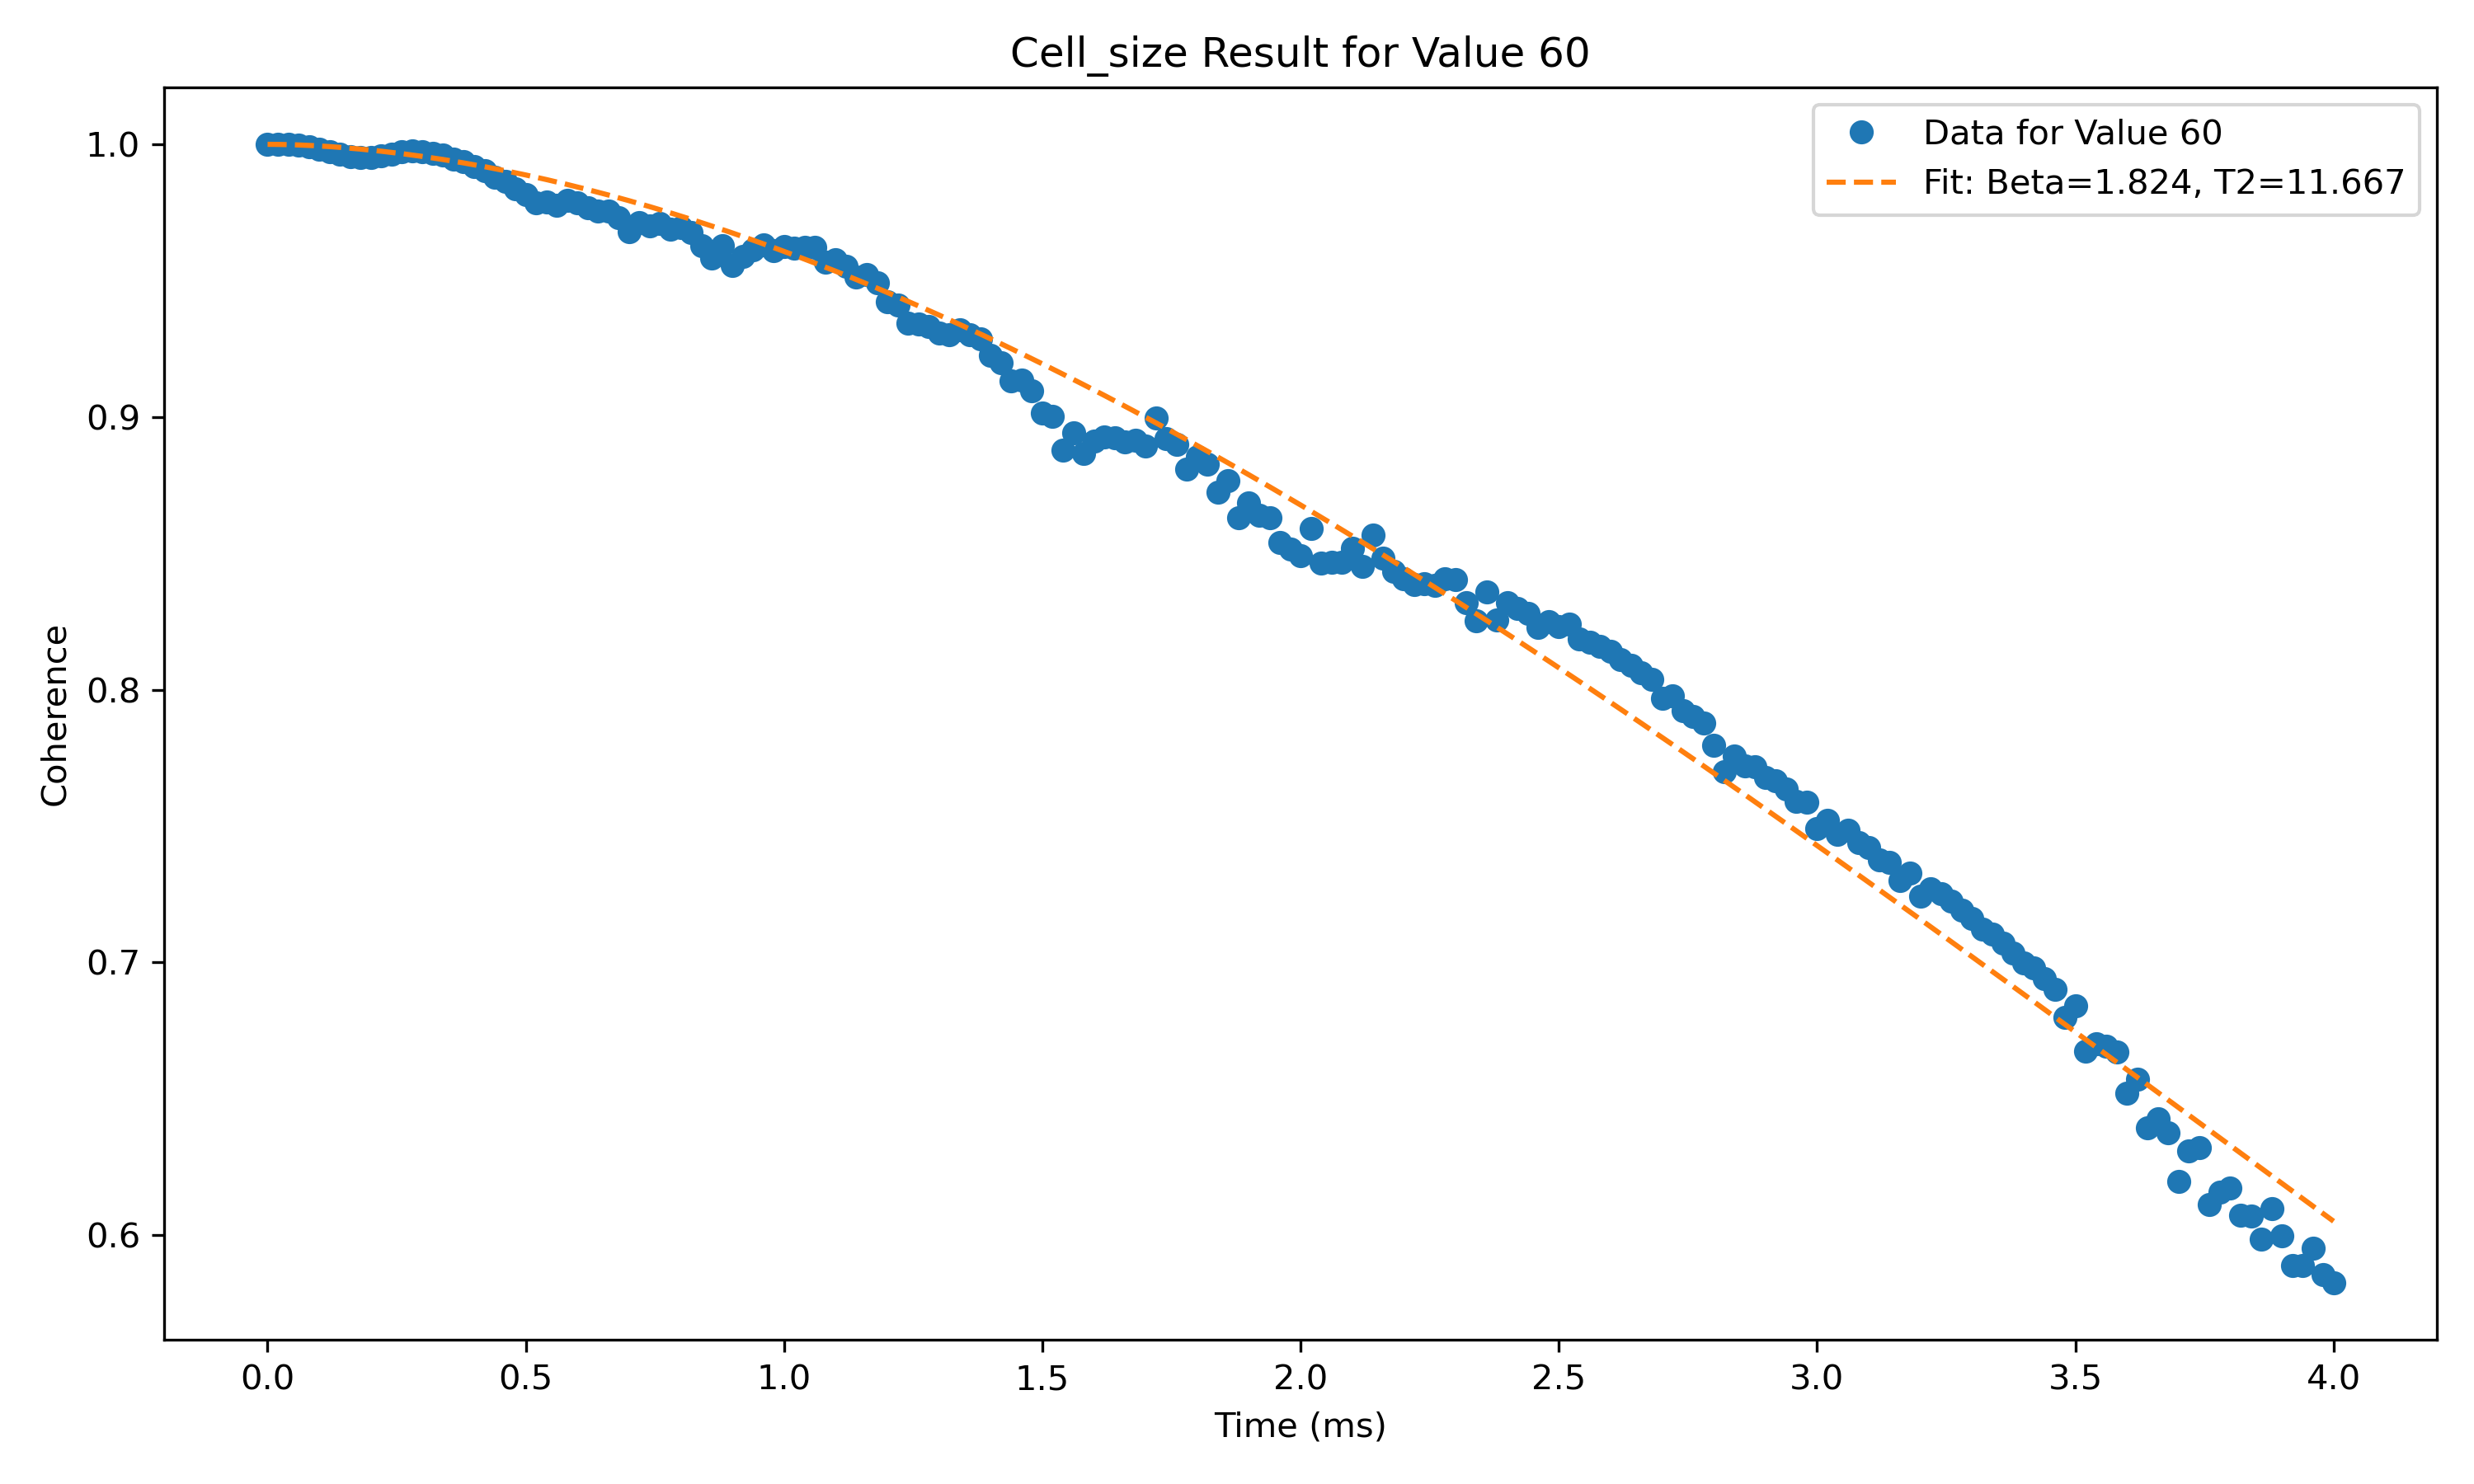 Cell_size Result for Value 60
Data for Value 60
Fit: Beta=1.824, T2=11.667
Coherence
1.0
0.9
0.8
0.7
0.6
0.0 0.5 1.0 1.5 2.0 2.5 3.0 3.5 4.0
Time (ms)